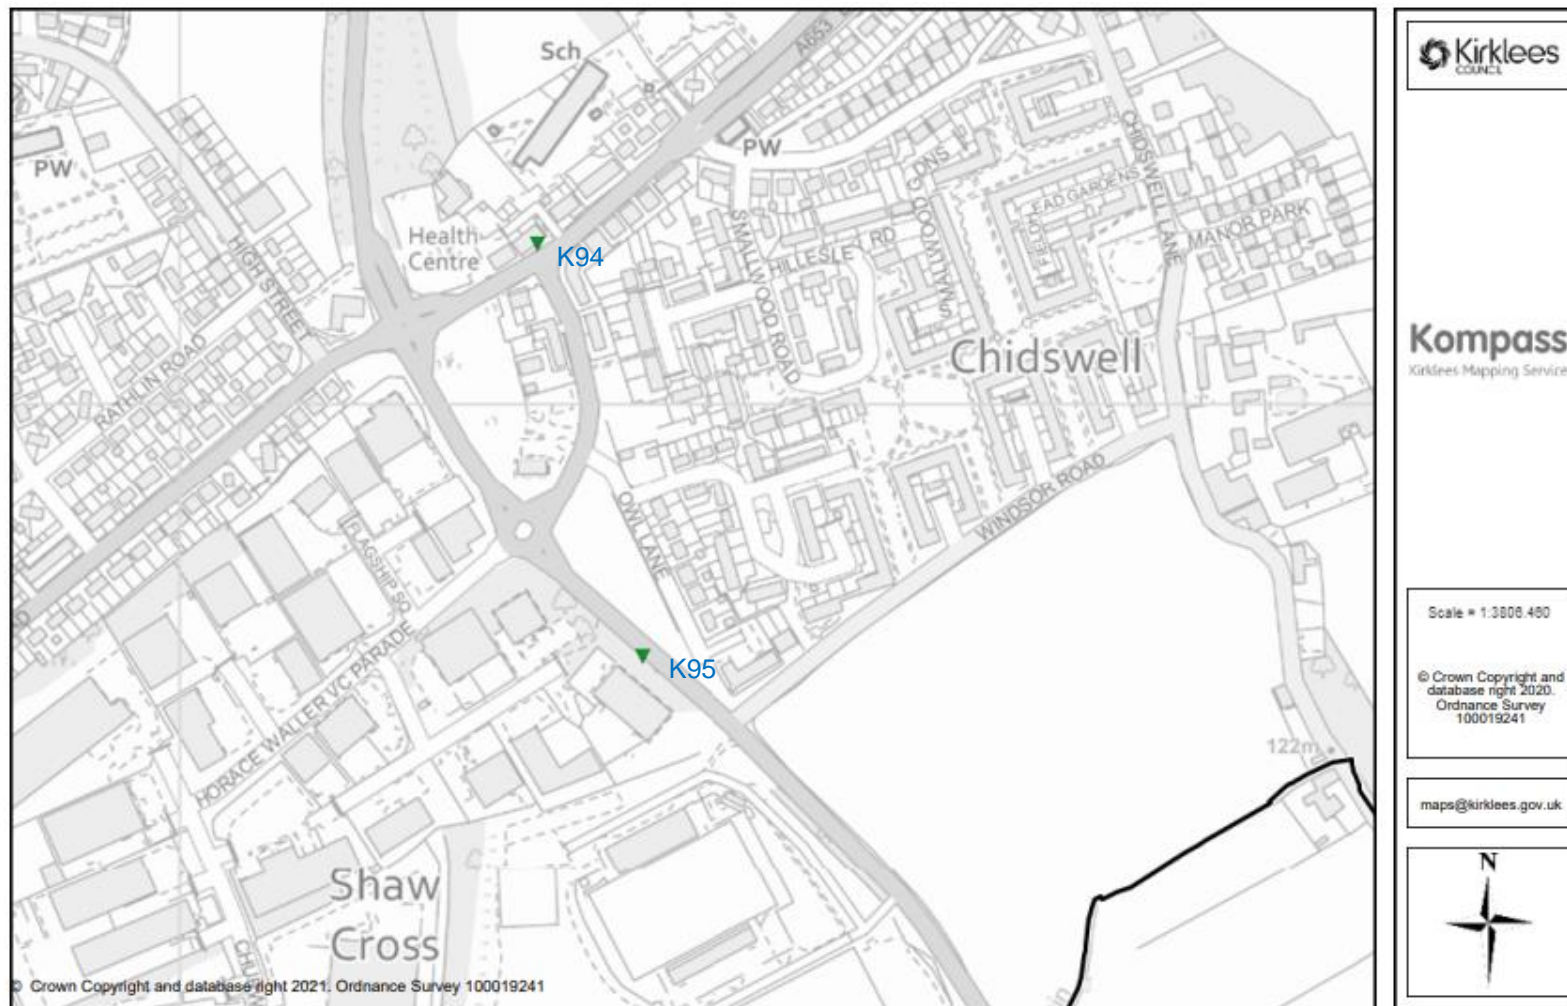 Sch
A653
PW
PW
CHIDSWELL LANE
SMALLWOOD GDNS
HEAD GARDENS
MANOR PARK
HIGH STREET
Health
Centre
K94
HILLESLEY RD
SMALLWOOD ROAD
RATHLIN ROAD
Chidswell
WINDSOR ROAD
OWL LANE
FLAGSHIP SQ
HORACE WALLER VC PARADE
K95
122m
Shaw
Cross
© Crown Copyright and database right 2021. Ordnance Survey 100019241
Kirklees
COUNCIL
Kompass
Kirklees Mapping Service
Scale = 1:3806.460
© Crown Copyright and
database right 2020.
Ordnance Survey
100019241
maps@kirklees.gov.uk
N